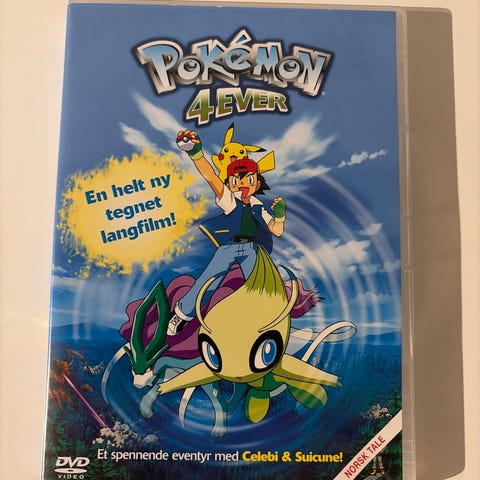 POKÉMON
4EVER
En helt ny
tegnet
langfilm!
DVD
VIDEO
Et spennende eventyr med Celebi & Suicune!
NORSK TALE